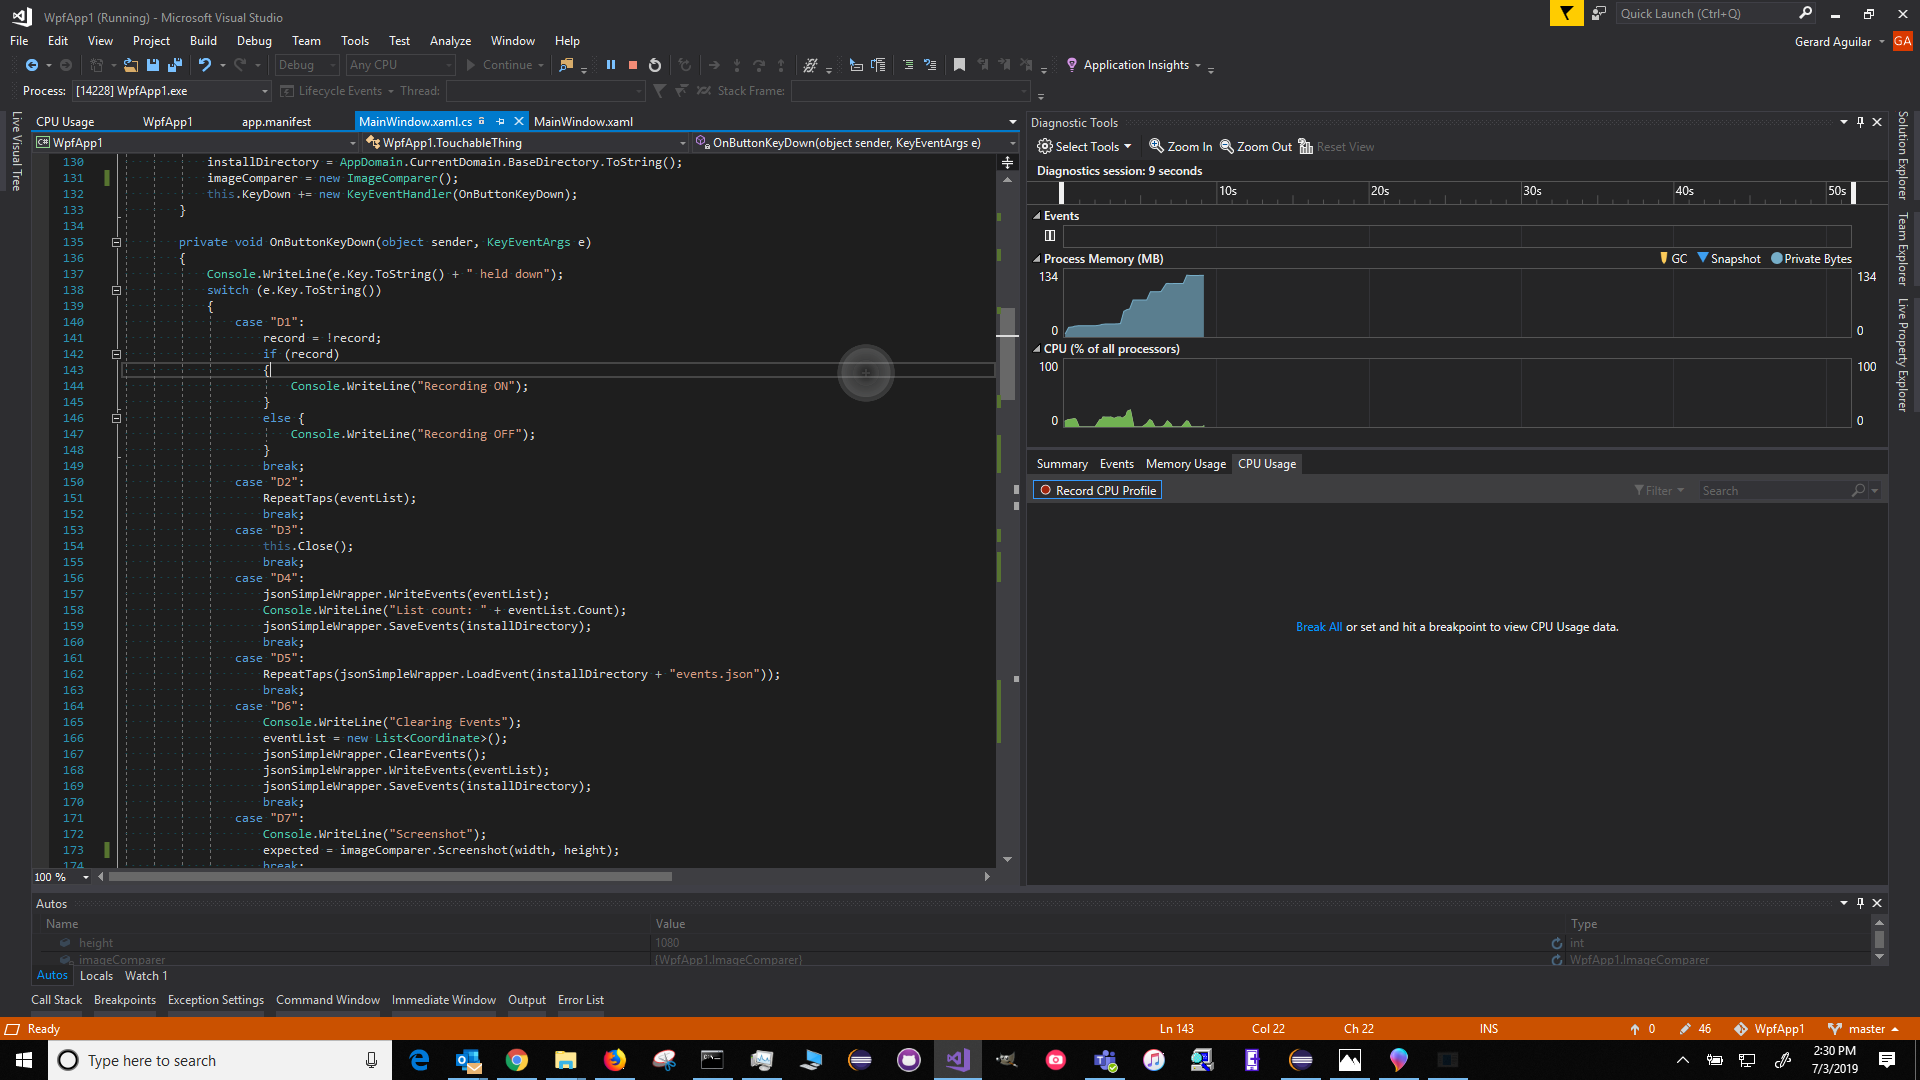 WpfApp1 (Running) - Microsoft Visual Studio
Quick Launch (Ctrl+Q)
File Edit View Project Build Debug Team Tools Test Analyze Window Help
Gerard Aguilar GA
Debug Any CPU Continue Application Insights
Process: [14228] WpfApp1.exe Lifecycle Events Thread: Stack Frame:
Live Visual Tree
CPU Usage WpfApp1 app.manifest MainWindow.xaml.cs MainWindow.xaml
WpfApp1 WpfApp1.TouchableThing OnButtonKeyDown(object sender, KeyEventArgs e)
130 installDirectory = AppDomain.CurrentDomain.BaseDirectory.ToString();
131 imageComparer = new ImageComparer();
132 this.KeyDown += new KeyEventHandler(OnButtonKeyDown);
133 }
134
135 private void OnButtonKeyDown(object sender, KeyEventArgs e)
136 {
137 Console.WriteLine(e.Key.ToString() + " held down");
138 switch (e.Key.ToString())
139 {
140 case "D1":
141 record = !record;
142 if (record)
143 {
144 Console.WriteLine("Recording ON");
145 }
146 else {
147 Console.WriteLine("Recording OFF");
148 }
149 break;
150 case "D2":
151 RepeatTaps(eventList);
152 break;
153 case "D3":
154 this.Close();
155 break;
156 case "D4":
157 jsonSimpleWrapper.WriteEvents(eventList);
158 Console.WriteLine("List count: " + eventList.Count);
159 jsonSimpleWrapper.SaveEvents(installDirectory);
160 break;
161 case "D5":
162 RepeatTaps(jsonSimpleWrapper.LoadEvent(installDirectory + "events.json"));
163 break;
164 case "D6":
165 Console.WriteLine("Clearing Events");
166 eventList = new List<Coordinate>();
167 jsonSimpleWrapper.ClearEvents();
168 jsonSimpleWrapper.WriteEvents(eventList);
169 jsonSimpleWrapper.SaveEvents(installDirectory);
170 break;
171 case "D7":
172 Console.WriteLine("Screenshot");
173 expected = imageComparer.Screenshot(width, height);
174 break;
100 %
Diagnostic Tools
Select Tools Zoom In Zoom Out Reset View
Diagnostics session: 9 seconds
10s 20s 30s 40s 50s
Events
Process Memory (MB) GC Snapshot Private Bytes
134 134
0 0
CPU (% of all processors)
100 100
0 0
Summary Events Memory Usage CPU Usage
Record CPU Profile Filter Search
Break All or set and hit a breakpoint to view CPU Usage data.
Solution Explorer
Team Explorer
Live Property Explorer
Autos
Name Value Type
height 1080 int
imageComparer {WpfApp1.ImageComparer} WpfApp1.ImageComparer
Autos Locals Watch 1
Call Stack Breakpoints Exception Settings Command Window Immediate Window Output Error List
Ready Ln 143 Col 22 Ch 22 INS 0 46 WpfApp1 master
Type here to search
2:30 PM
7/3/2019